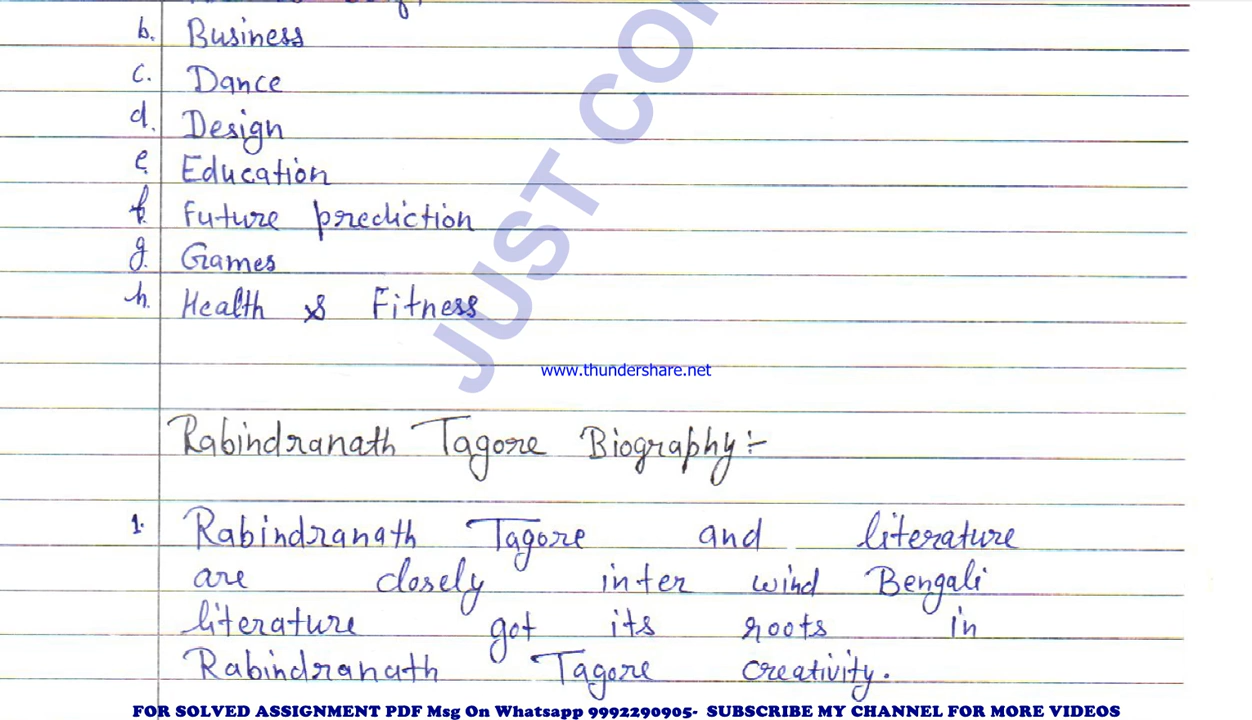 b. Business
c. Dance
d. Design
e. Education
f. Future prediction
g. Games
h. Health & Fitness
JUST CO
www.thundershare.net
Rabindranath Tagore Biography :-
1. Rabindranath Tagore and literature
are closely inter wind Bengali
literature got its roots in
Rabindranath Tagore creativity.
FOR SOLVED ASSIGNMENT PDF Msg On Whatsapp 9992290905- SUBSCRIBE MY CHANNEL FOR MORE VIDEOS